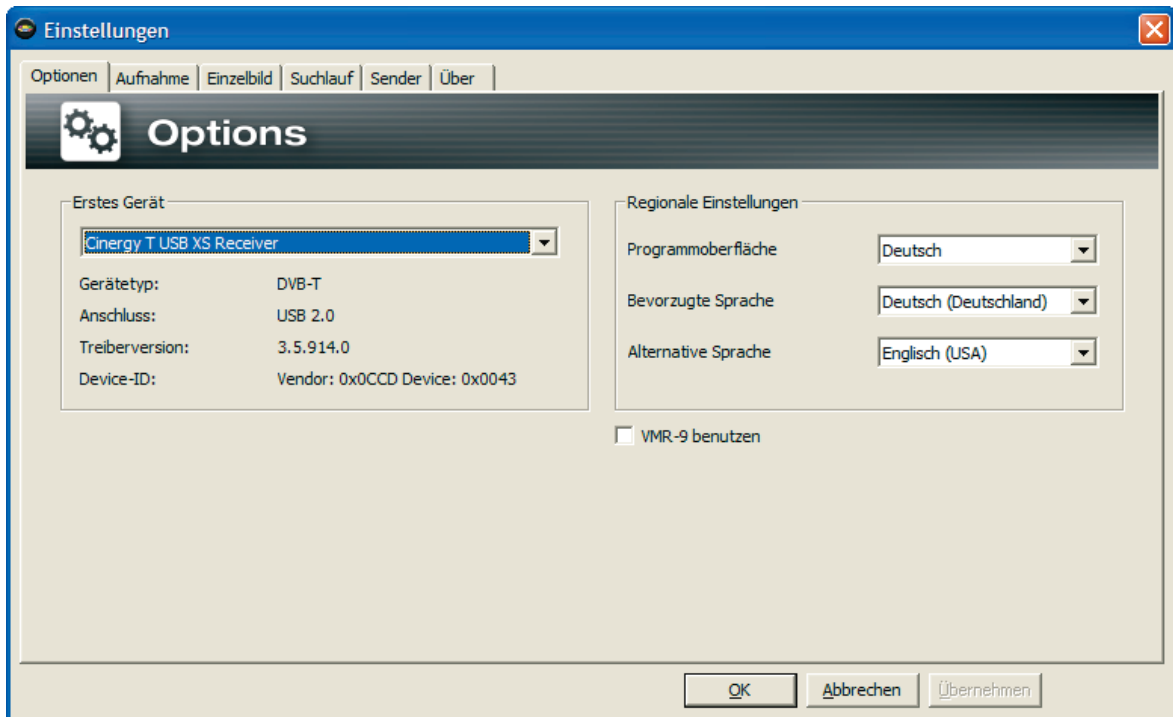 Einstellungen
Optionen Aufnahme Einzelbild Suchlauf Sender Über
Options
Erstes Gerät
Cinergy T USB XS Receiver
Gerätetyp: DVB-T
Anschluss: USB 2.0
Treiberversion: 3.5.914.0
Device-ID: Vendor: 0x0CCD Device: 0x0043
Regionale Einstellungen
Programmoberfläche Deutsch
Bevorzugte Sprache Deutsch (Deutschland)
Alternative Sprache Englisch (USA)
VMR-9 benutzen
OK Abbrechen Übernehmen